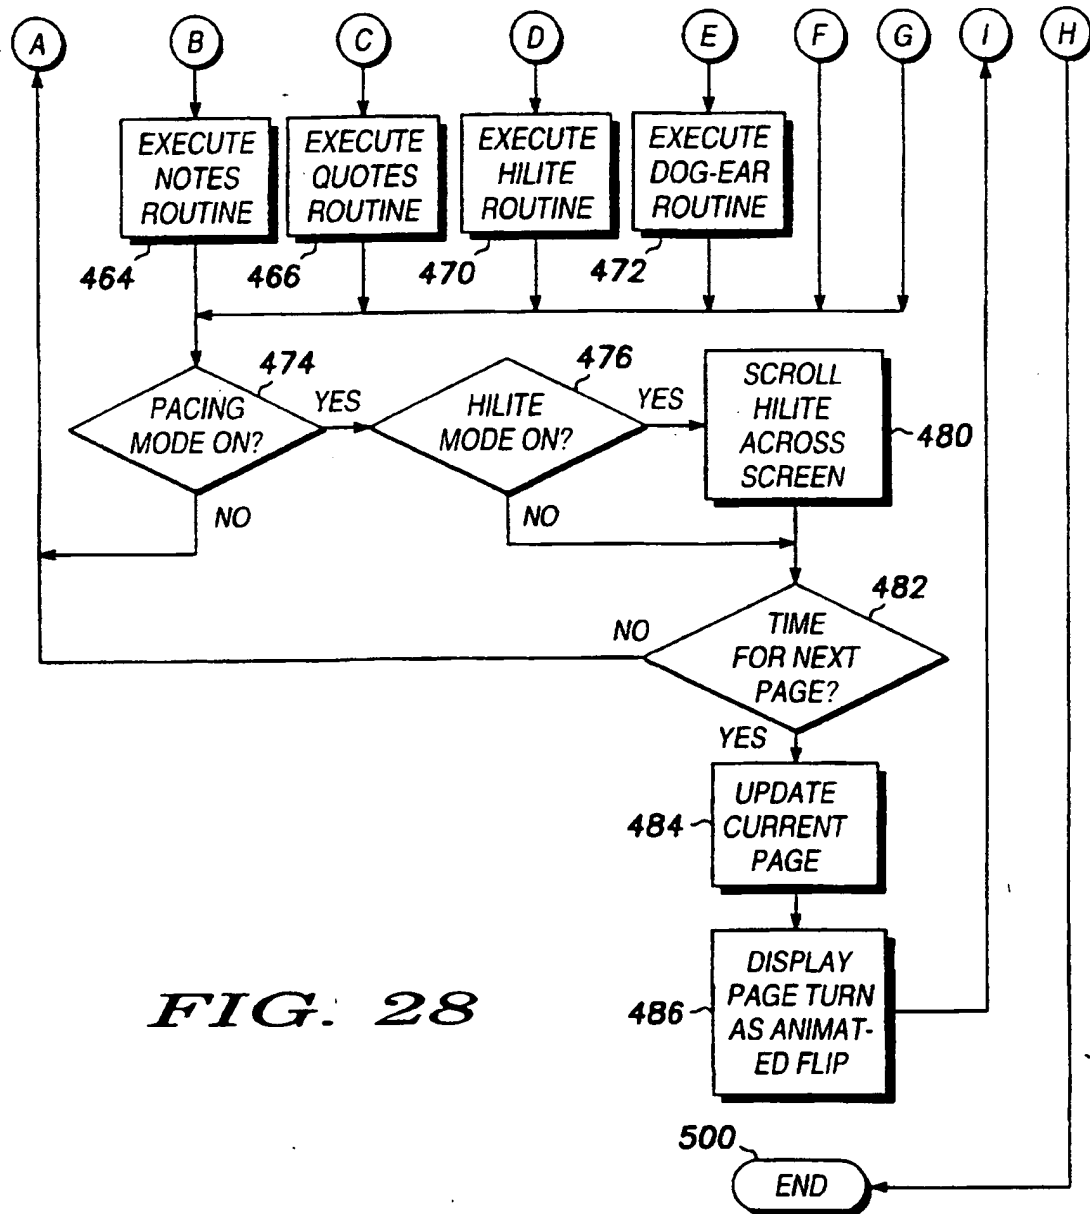 A B C D E F G I H
EXECUTE
NOTES
ROUTINE
464
EXECUTE
QUOTES
ROUTINE
466
EXECUTE
HILITE
ROUTINE
470
EXECUTE
DOG-EAR
ROUTINE
472
474
PACING
MODE ON?
YES
NO
476
HILITE
MODE ON?
YES
NO
SCROLL
HILITE
ACROSS
SCREEN
480
482
TIME
FOR NEXT
PAGE?
NO
YES
484
UPDATE
CURRENT
PAGE
486
DISPLAY
PAGE TURN
AS ANIMAT-
ED FLIP
FIG. 28
500
END